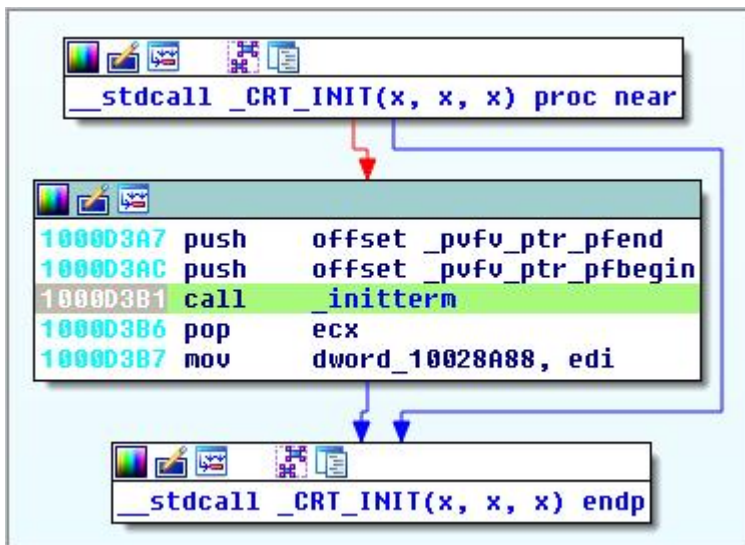 __stdcall _CRT_INIT(x, x, x) proc near
1000D3A7 push offset _pvfv_ptr_pfend
1000D3AC push offset _pvfv_ptr_pfbegin
1000D3B1 call _initterm
1000D3B6 pop ecx
1000D3B7 mov dword_10028A88, edi
__stdcall _CRT_INIT(x, x, x) endp